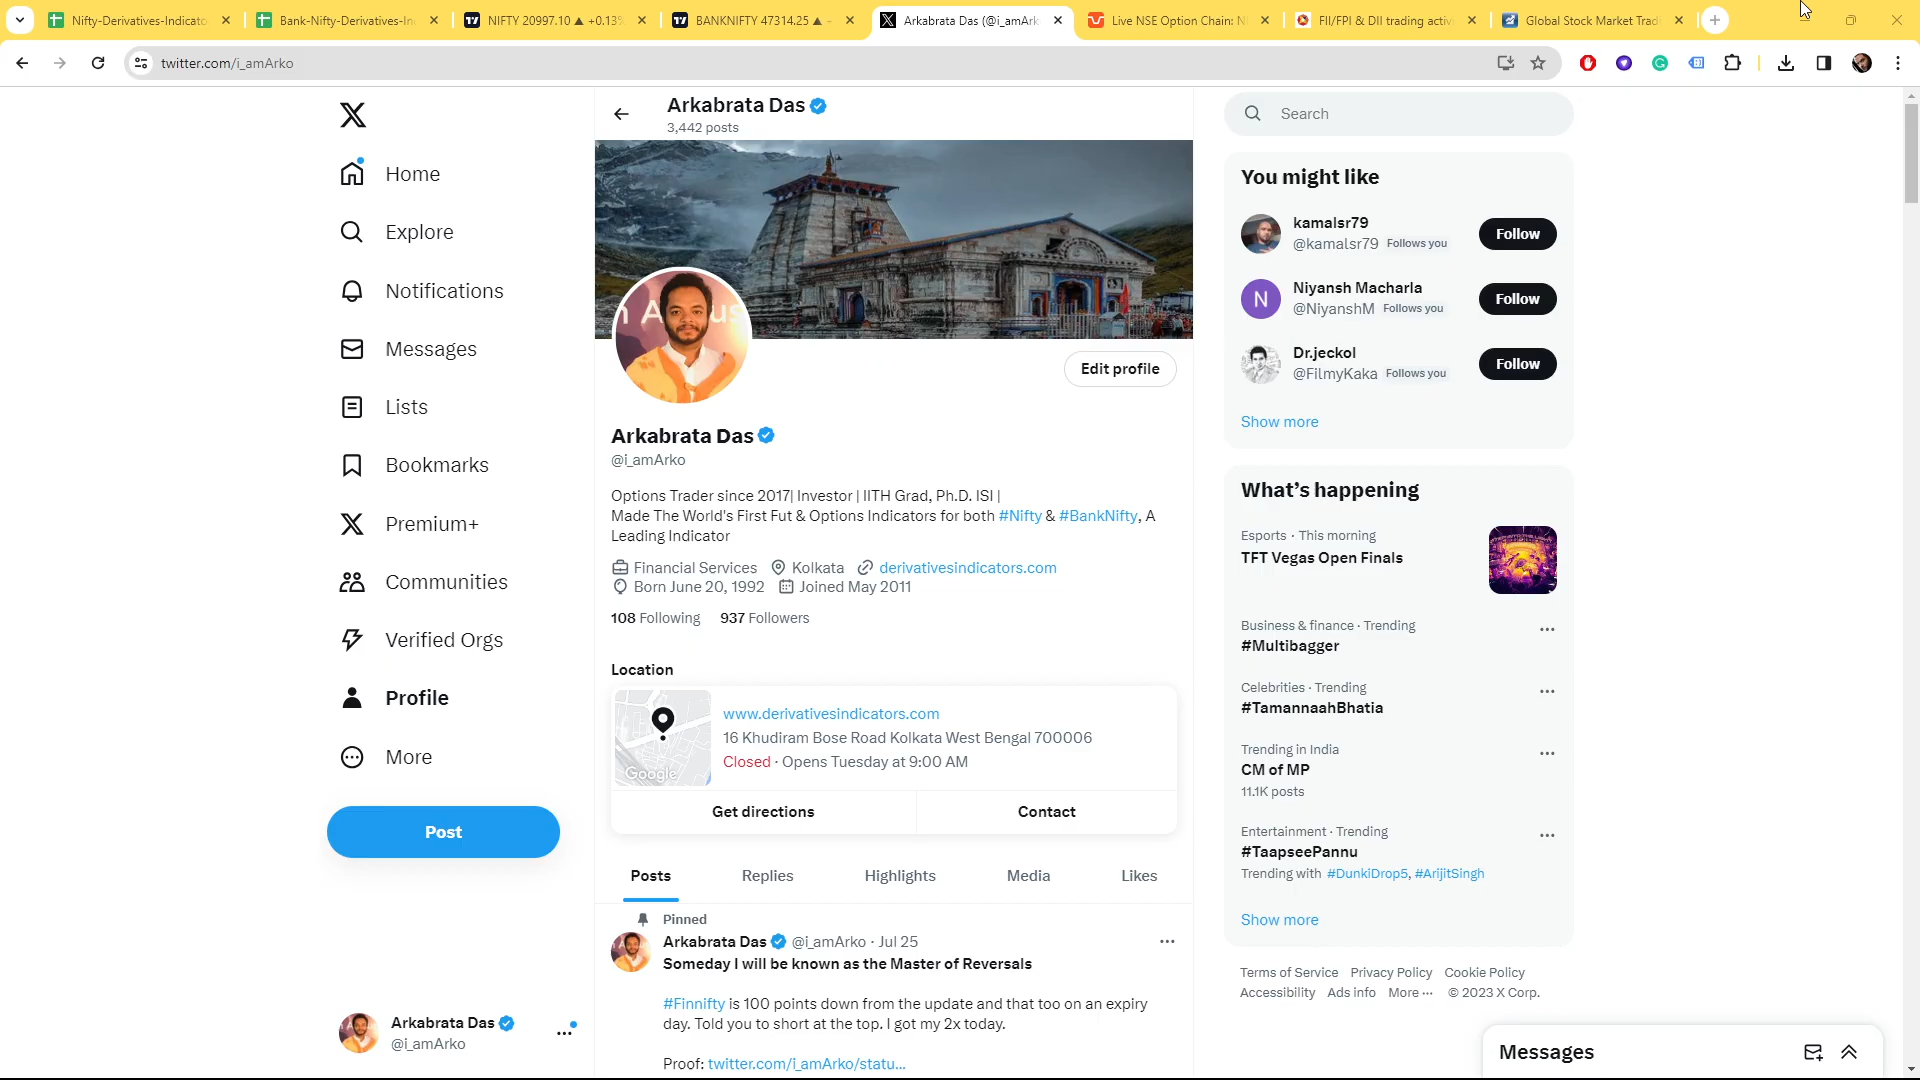 Nifty-Derivatives-Indicato
Bank-Nifty-Derivatives-In
NIFTY 20997.10 ▲ +0.13%
BANKNIFTY 47314.25 ▲
Arkabrata Das (@i_amArk
Live NSE Option Chain: N
FII/FPI & DII trading activ
Global Stock Market Trad
twitter.com/i_amArko
Home
Explore
Notifications
Messages
Lists
Bookmarks
Premium+
Communities
Verified Orgs
Profile
More
Post
Arkabrata Das
@i_amArko
Arkabrata Das
3,442 posts
Edit profile
Arkabrata Das
@i_amArko
Options Trader since 2017| Investor | IITH Grad, Ph.D. ISI |
Made The World's First Fut & Options Indicators for both #Nifty & #BankNifty, A
Leading Indicator
Financial Services Kolkata derivativesindicators.com
Born June 20, 1992 Joined May 2011
108 Following 937 Followers
Location
www.derivativesindicators.com
16 Khudiram Bose Road Kolkata West Bengal 700006
Closed · Opens Tuesday at 9:00 AM
Google
Get directions Contact
Posts Replies Highlights Media Likes
Pinned
Arkabrata Das @i_amArko · Jul 25
Someday I will be known as the Master of Reversals
#Finnifty is 100 points down from the update and that too on an expiry
day. Told you to short at the top. I got my 2x today.
Proof: twitter.com/i_amArko/statu...
Search
You might like
kamalsr79
@kamalsr79 Follows you
Follow
N
Niyansh Macharla
@NiyanshM Follows you
Follow
Dr.jeckol
@FilmyKaka Follows you
Follow
Show more
What's happening
Esports · This morning
TFT Vegas Open Finals
Business & finance · Trending
#Multibagger
Celebrities · Trending
#TamannaahBhatia
Trending in India
CM of MP
11.1K posts
Entertainment · Trending
#TaapseePannu
Trending with #DunkiDrop5, #ArijitSingh
Show more
Terms of Service Privacy Policy Cookie Policy
Accessibility Ads info More ··· © 2023 X Corp.
Messages